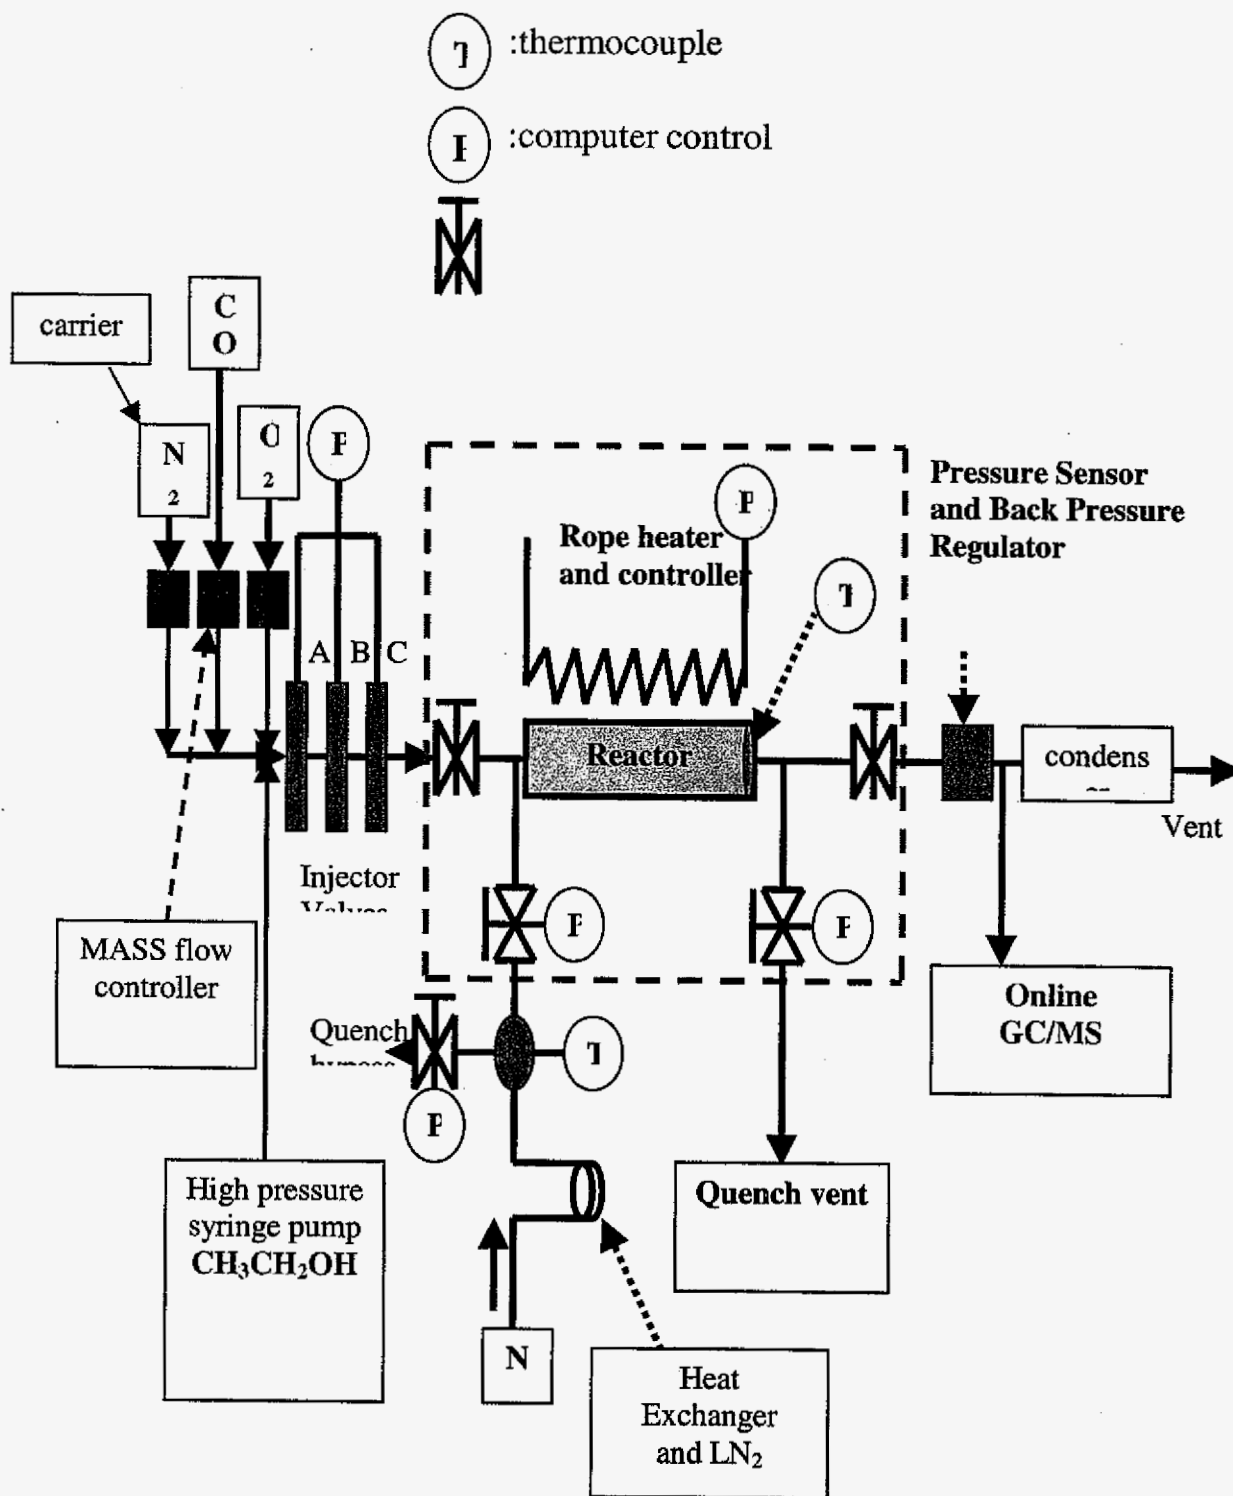 :thermocouple
:computer control
carrier
C
O
N
2
2
Pressure Sensor
and Back Pressure
Regulator
Rope heater
and controller
A B C
Reactor
condens
Vent
Injector
MASS flow
controller
Online
GC/MS
Quench
High pressure
syringe pump
CH₃CH₂OH
Quench vent
N
Heat
Exchanger
and LN₂